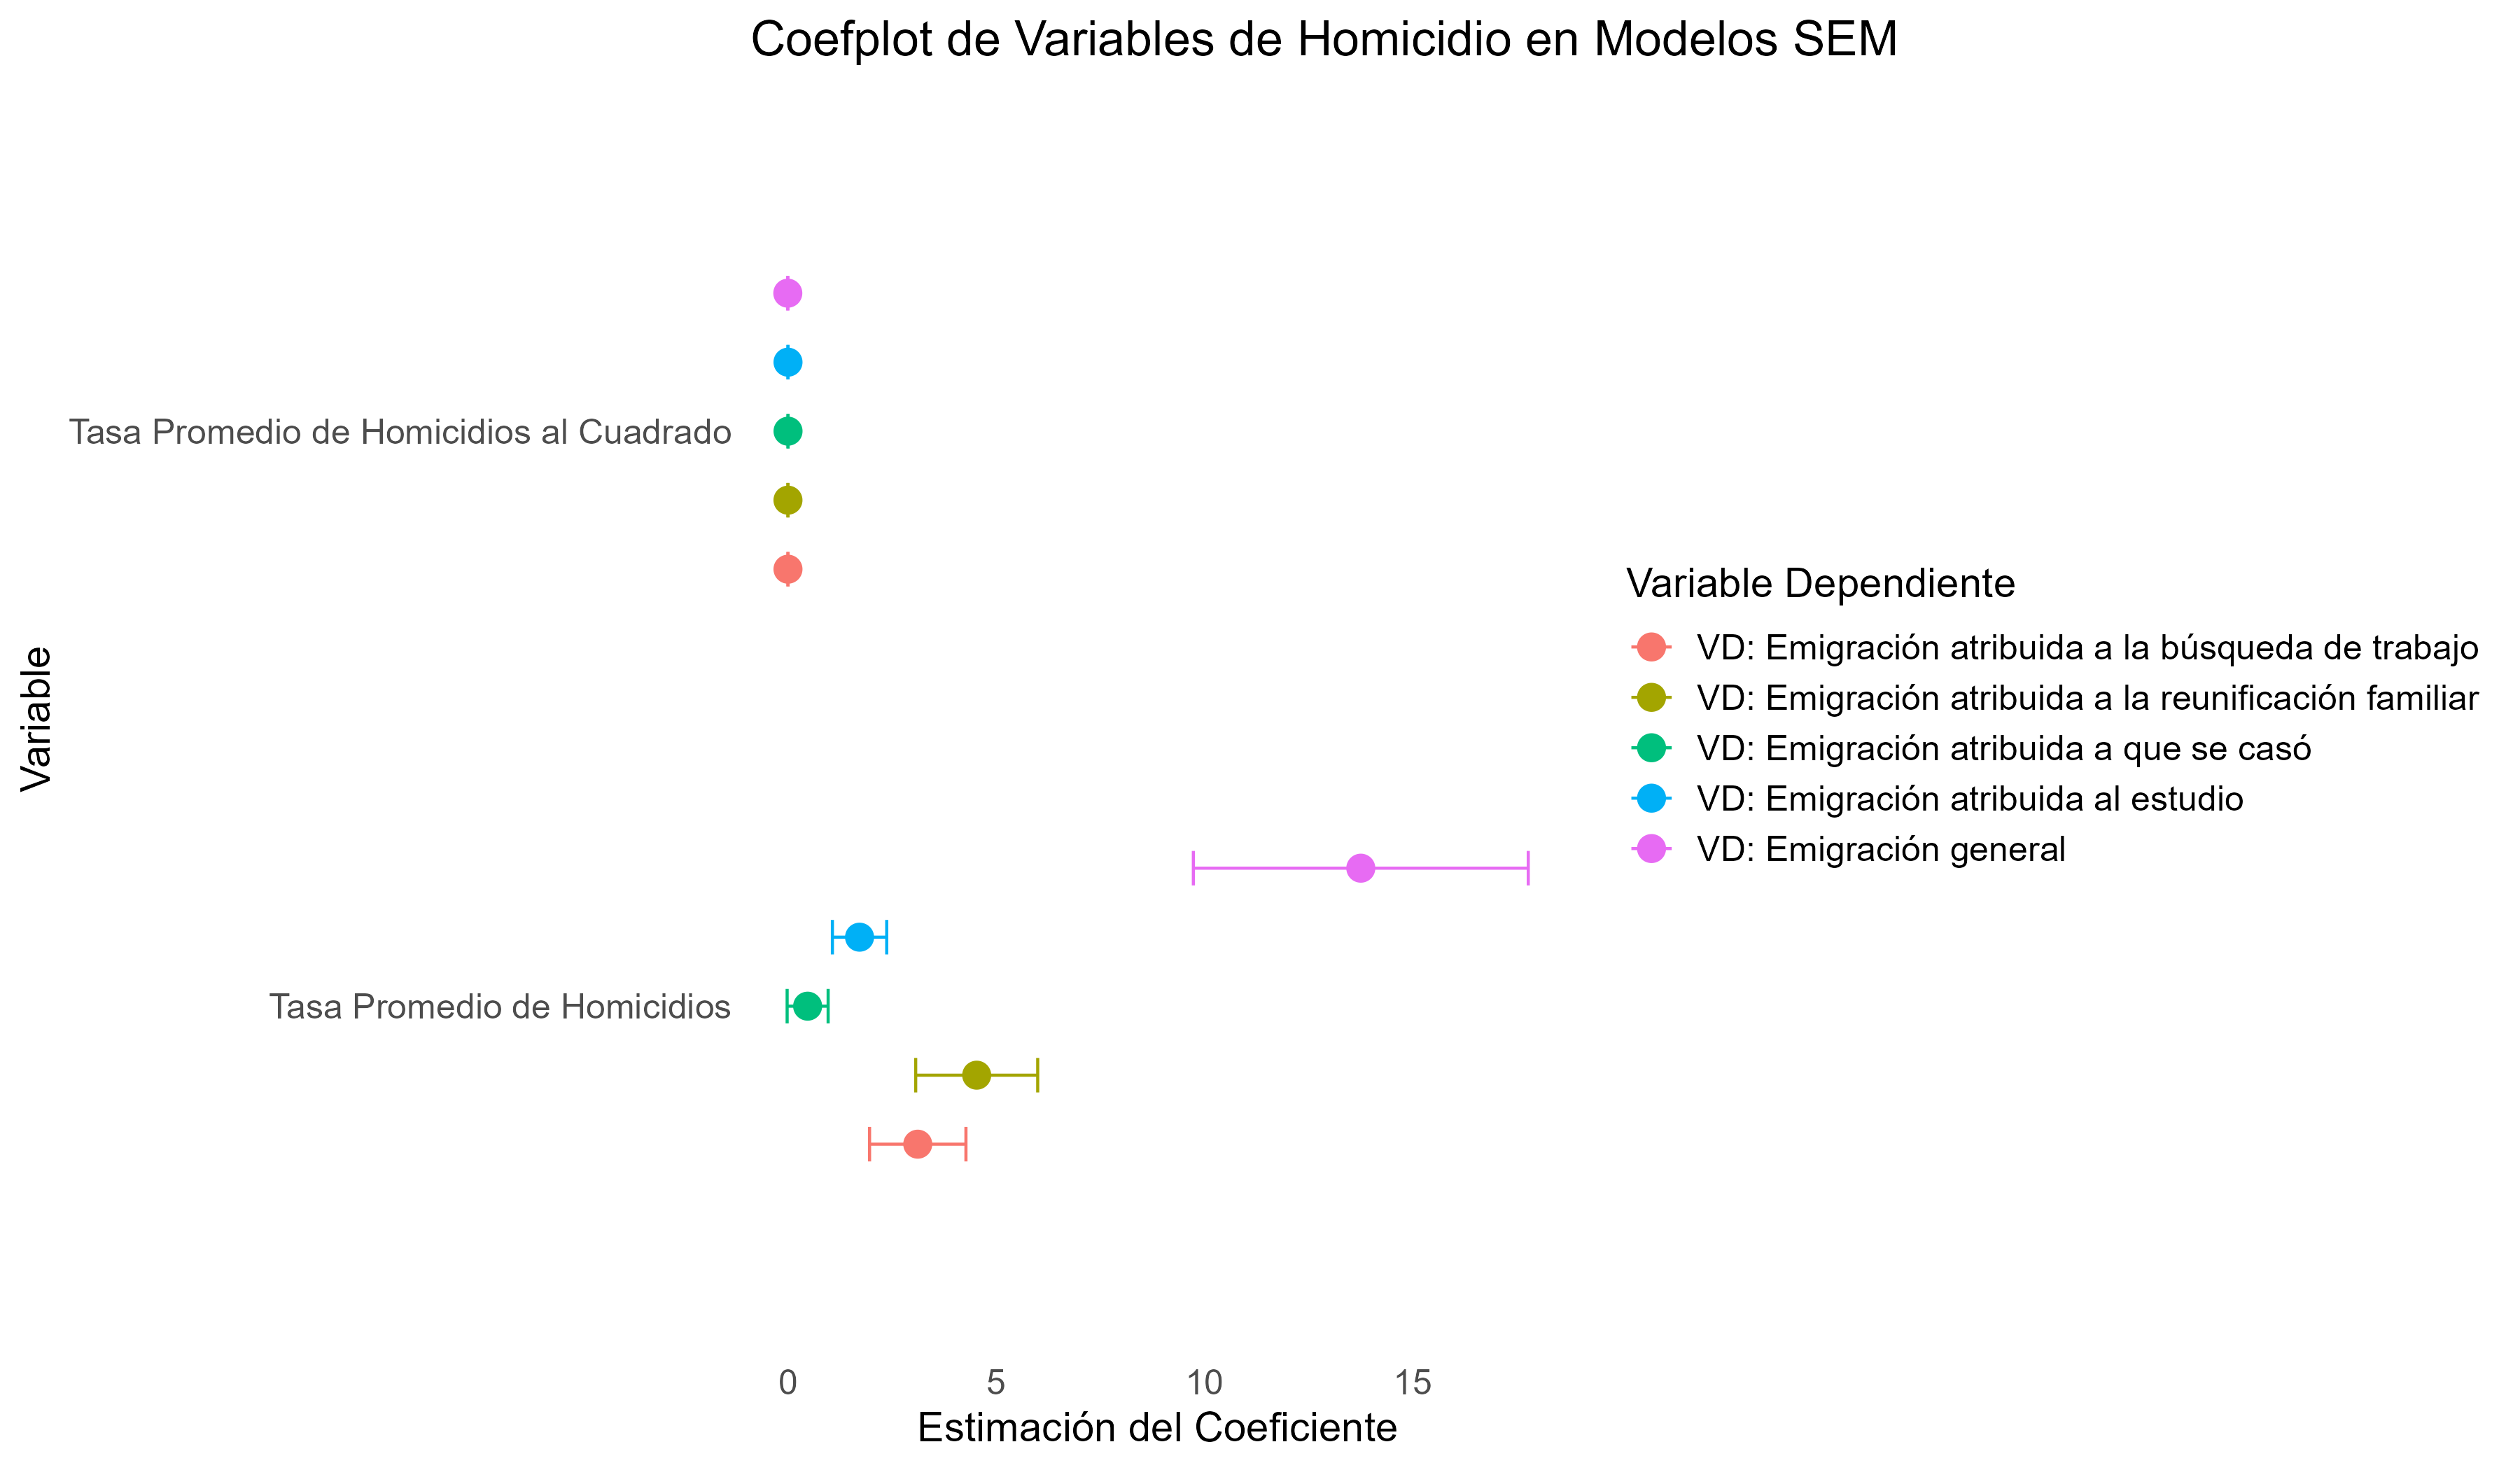 Coefplot de Variables de Homicidio en Modelos SEM
Variable
Tasa Promedio de Homicidios al Cuadrado
Tasa Promedio de Homicidios
0 5 10 15
Estimación del Coeficiente
Variable Dependiente
VD: Emigración atribuida a la búsqueda de trabajo
VD: Emigración atribuida a la reunificación familiar
VD: Emigración atribuida a que se casó
VD: Emigración atribuida al estudio
VD: Emigración general